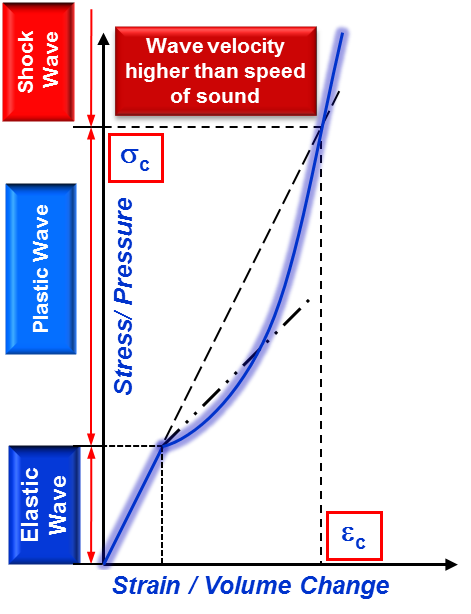 Shock
Wave
Wave velocity
higher than speed
of sound
σc
Plastic Wave
Stress/ Pressure
Elastic
Wave
εc
Strain / Volume Change